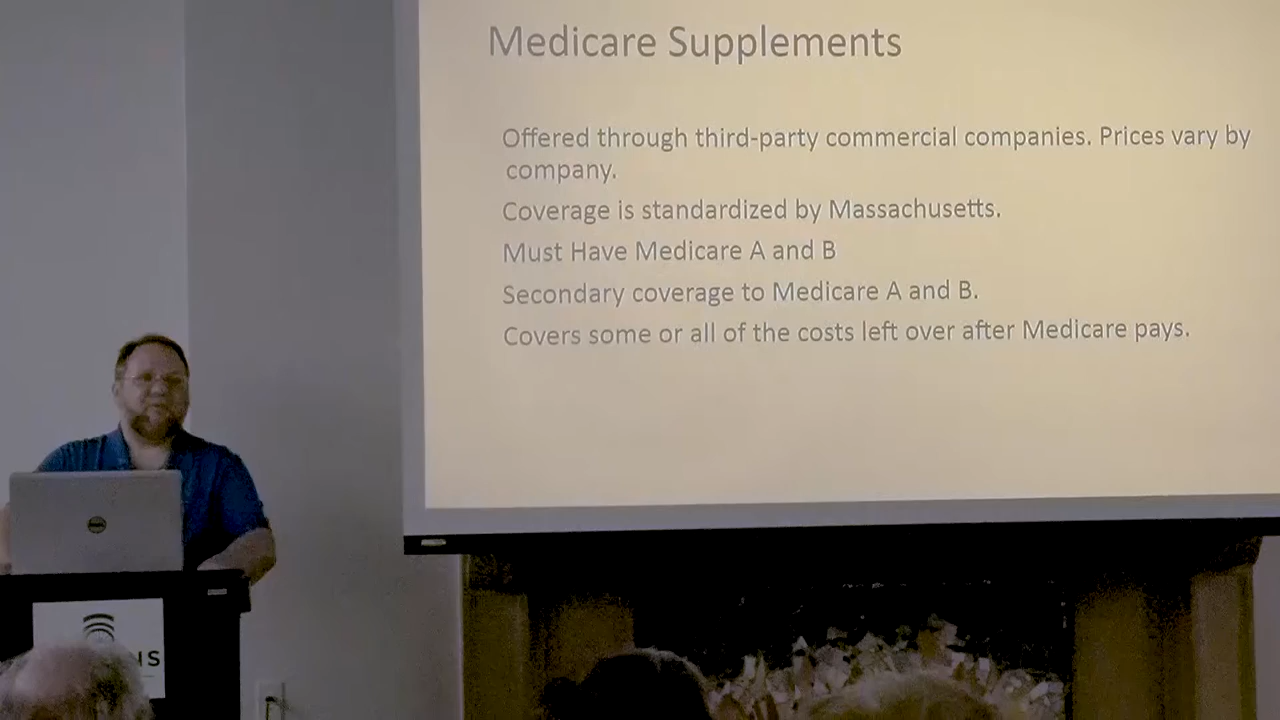 Medicare Supplements
Offered through third-party commercial companies. Prices vary by
company.
Coverage is standardized by Massachusetts.
Must Have Medicare A and B
Secondary coverage to Medicare A and B.
Covers some or all of the costs left over after Medicare pays.